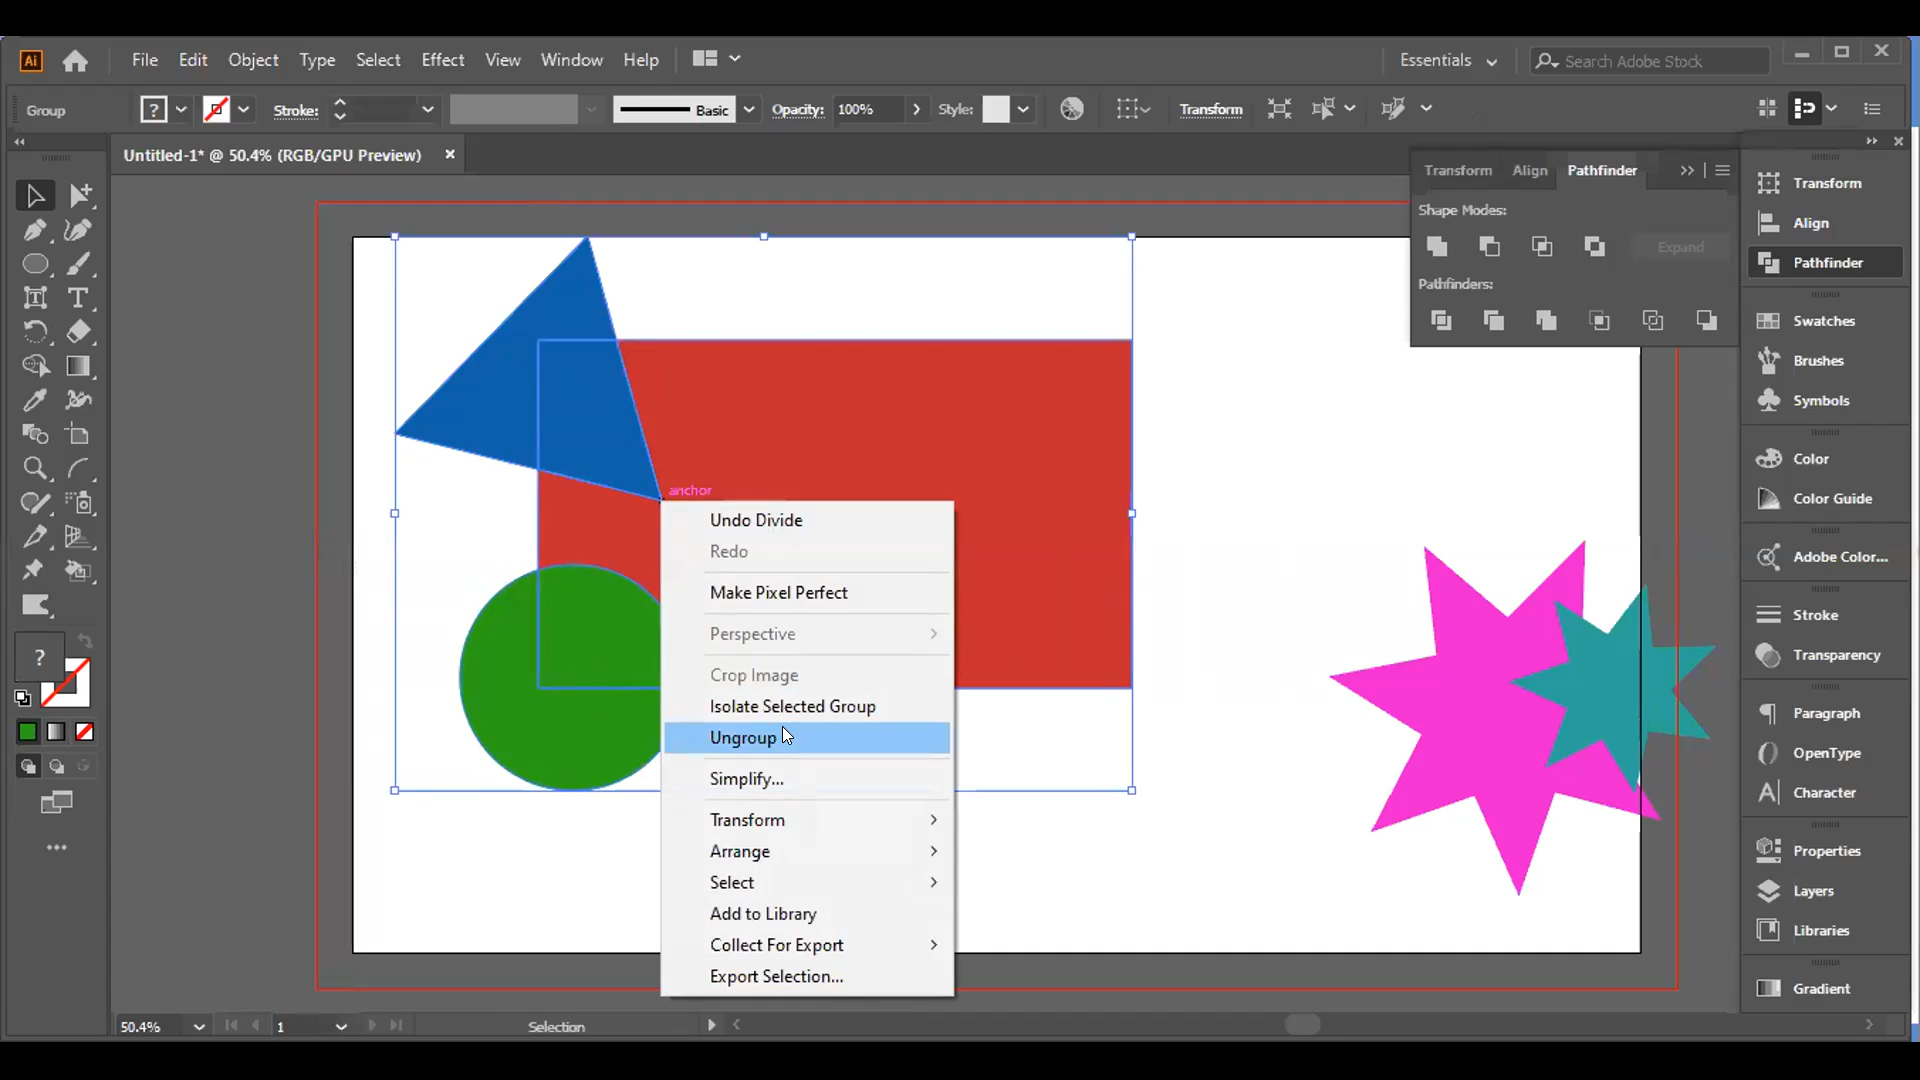 Ai
File Edit Object Type Select Effect View Window Help
Essentials
Search Adobe Stock
Group
?
Stroke:
Basic
Opacity: 100%
Style:
Transform
Untitled-1* @ 50.4% (RGB/GPU Preview)
Transform Align Pathfinder
Shape Modes:
Expand
Pathfinders:
Transform
Align
Pathfinder
Swatches
Brushes
Symbols
Color
Color Guide
Adobe Color...
Stroke
Transparency
Paragraph
OpenType
Character
Properties
Layers
Libraries
Gradient
anchor
Undo Divide
Redo
Make Pixel Perfect
Perspective
Crop Image
Isolate Selected Group
Ungroup
Simplify...
Transform
Arrange
Select
Add to Library
Collect For Export
Export Selection...
?
50.4%
1
Selection